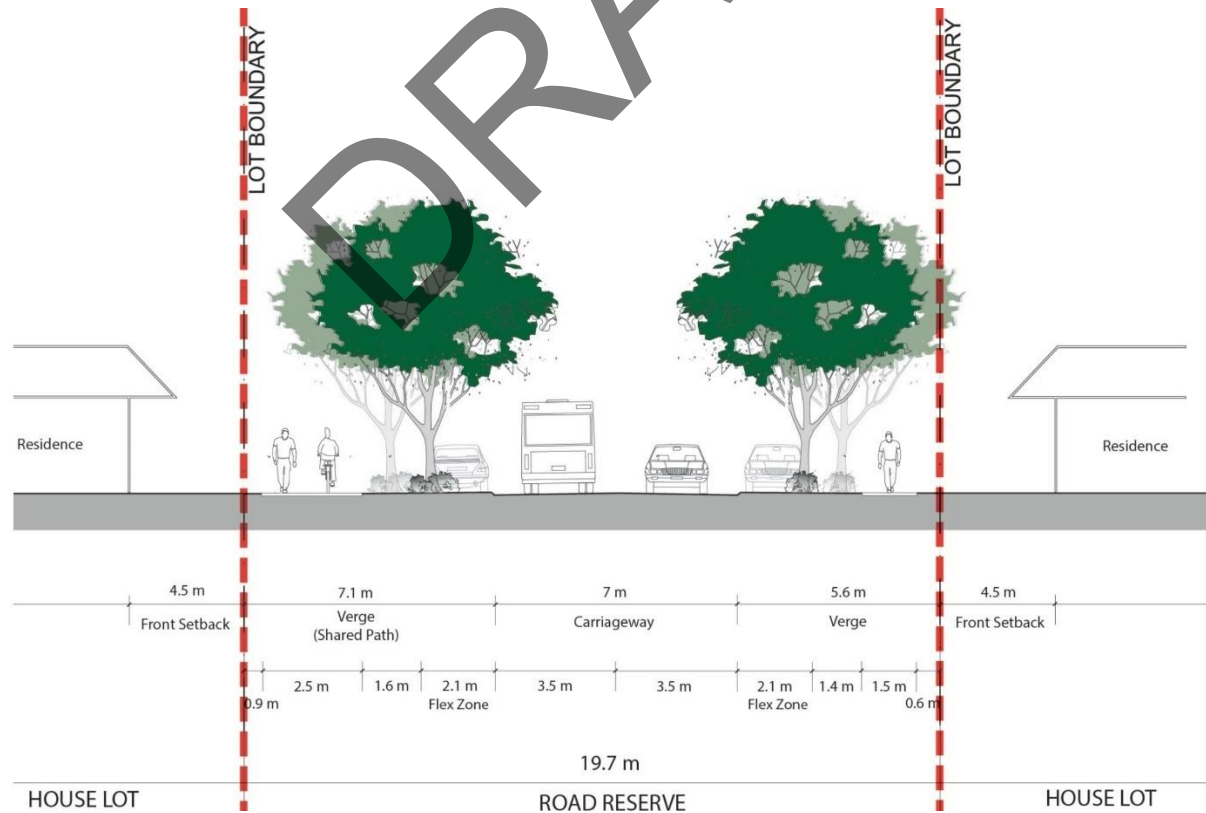 DRA
LOT BOUNDARY
LOT BOUNDARY
Residence
Residence
4.5 m
7.1 m
7 m
5.6 m
4.5 m
Front Setback
Verge
(Shared Path)
Carriageway
Verge
Front Setback
0.9 m
2.5 m
1.6 m
2.1 m
Flex Zone
3.5 m
3.5 m
2.1 m
Flex Zone
1.4 m
1.5 m
0.6 m
19.7 m
HOUSE LOT
ROAD RESERVE
HOUSE LOT